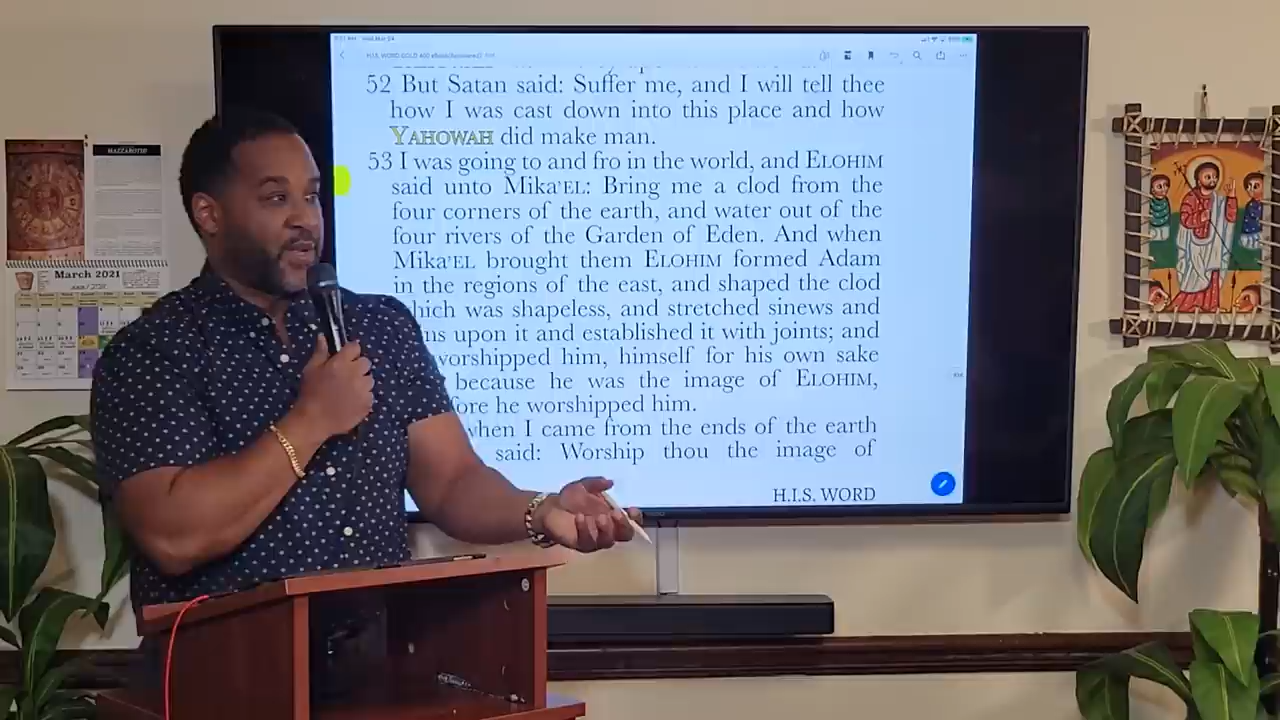 MAZZAROTH
March 2021
52 But Satan said: Suffer me, and I will tell thee
how I was cast down into this place and how
YAHOWAH did make man.
53 I was going to and fro in the world, and ELOHIM
said unto Mika'EL: Bring me a clod from the
four corners of the earth, and water out of the
four rivers of the Garden of Eden. And when
Mika'EL brought them ELOHIM formed Adam
in the regions of the east, and shaped the clod
hich was shapeless, and stretched sinews and
ns upon it and established it with joints; and
worshipped him, himself for his own sake
because he was the image of ELOHIM,
fore he worshipped him.
when I came from the ends of the earth
said: Worship thou the image of
H.I.S. WORD